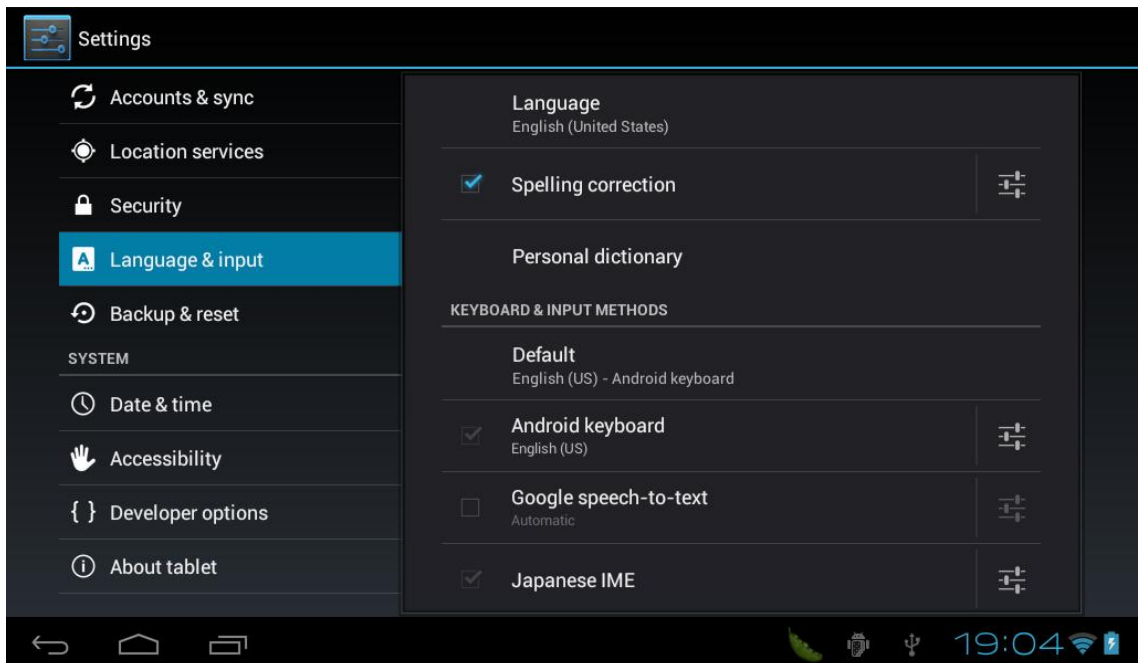 Settings
Accounts & sync
Location services
Security
Language & input
Backup & reset
SYSTEM
Date & time
Accessibility
{ } Developer options
About tablet
Language
English (United States)
Spelling correction
Personal dictionary
KEYBOARD & INPUT METHODS
Default
English (US) - Android keyboard
Android keyboard
English (US)
Google speech-to-text
Automatic
Japanese IME
19:04